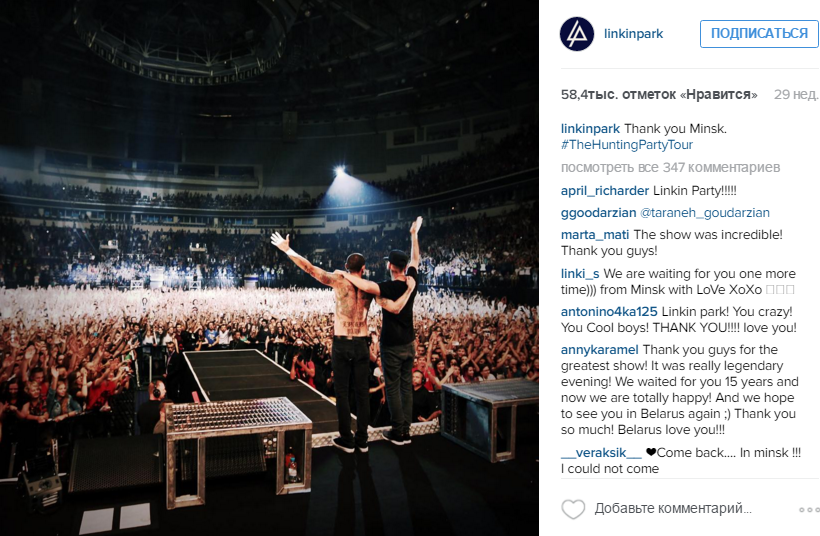 linkinpark
ПОДПИСАТЬСЯ
58,4тыс. отметок «Нравится» 29 нед.
linkinpark Thank you Minsk.
#TheHuntingPartyTour
посмотреть все 347 комментариев
april_richarder Linkin Party!!!!!
ggoodarzian @taraneh_goudarzian
marta_mati The show was incredible!
Thank you guys!
linki_s We are waiting for you one more
time))) from Minsk with LoVe XoXo □□□
antonino4ka125 Linkin park! You crazy!
You Cool boys! THANK YOU!!!! love you!
annykaramel Thank you guys for the
greatest show! It was really legendary
evening! We waited for you 15 years and
now we are totally happy! And we hope
to see you in Belarus again ;) Thank you
so much! Belarus love you!!!
__veraksik__ ❤Come back.... In minsk !!!
I could not come
Добавьте комментарий...